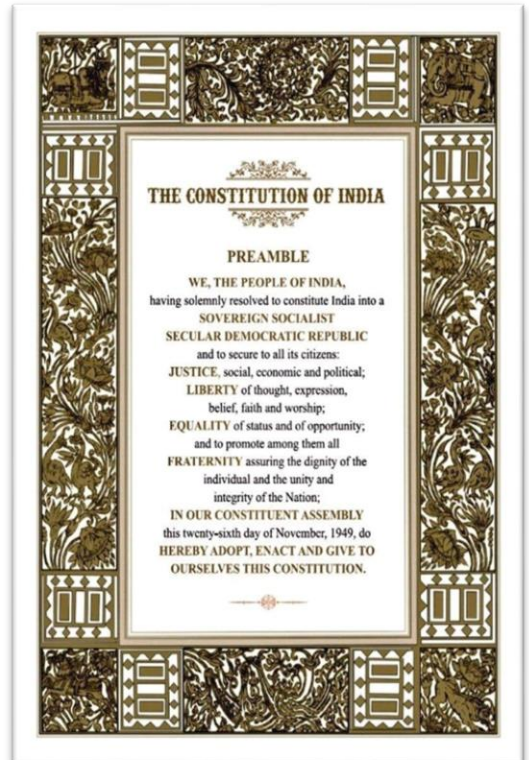 THE CONSTITUTION OF INDIA
PREAMBLE
WE, THE PEOPLE OF INDIA,
having solemnly resolved to constitute India into a
SOVEREIGN SOCIALIST
SECULAR DEMOCRATIC REPUBLIC
and to secure to all its citizens:
JUSTICE, social, economic and political;
LIBERTY of thought, expression,
belief, faith and worship;
EQUALITY of status and of opportunity;
and to promote among them all
FRATERNITY assuring the dignity of the
individual and the unity and
integrity of the Nation;
IN OUR CONSTITUENT ASSEMBLY
this twenty-sixth day of November, 1949, do
HEREBY ADOPT, ENACT AND GIVE TO
OURSELVES THIS CONSTITUTION.